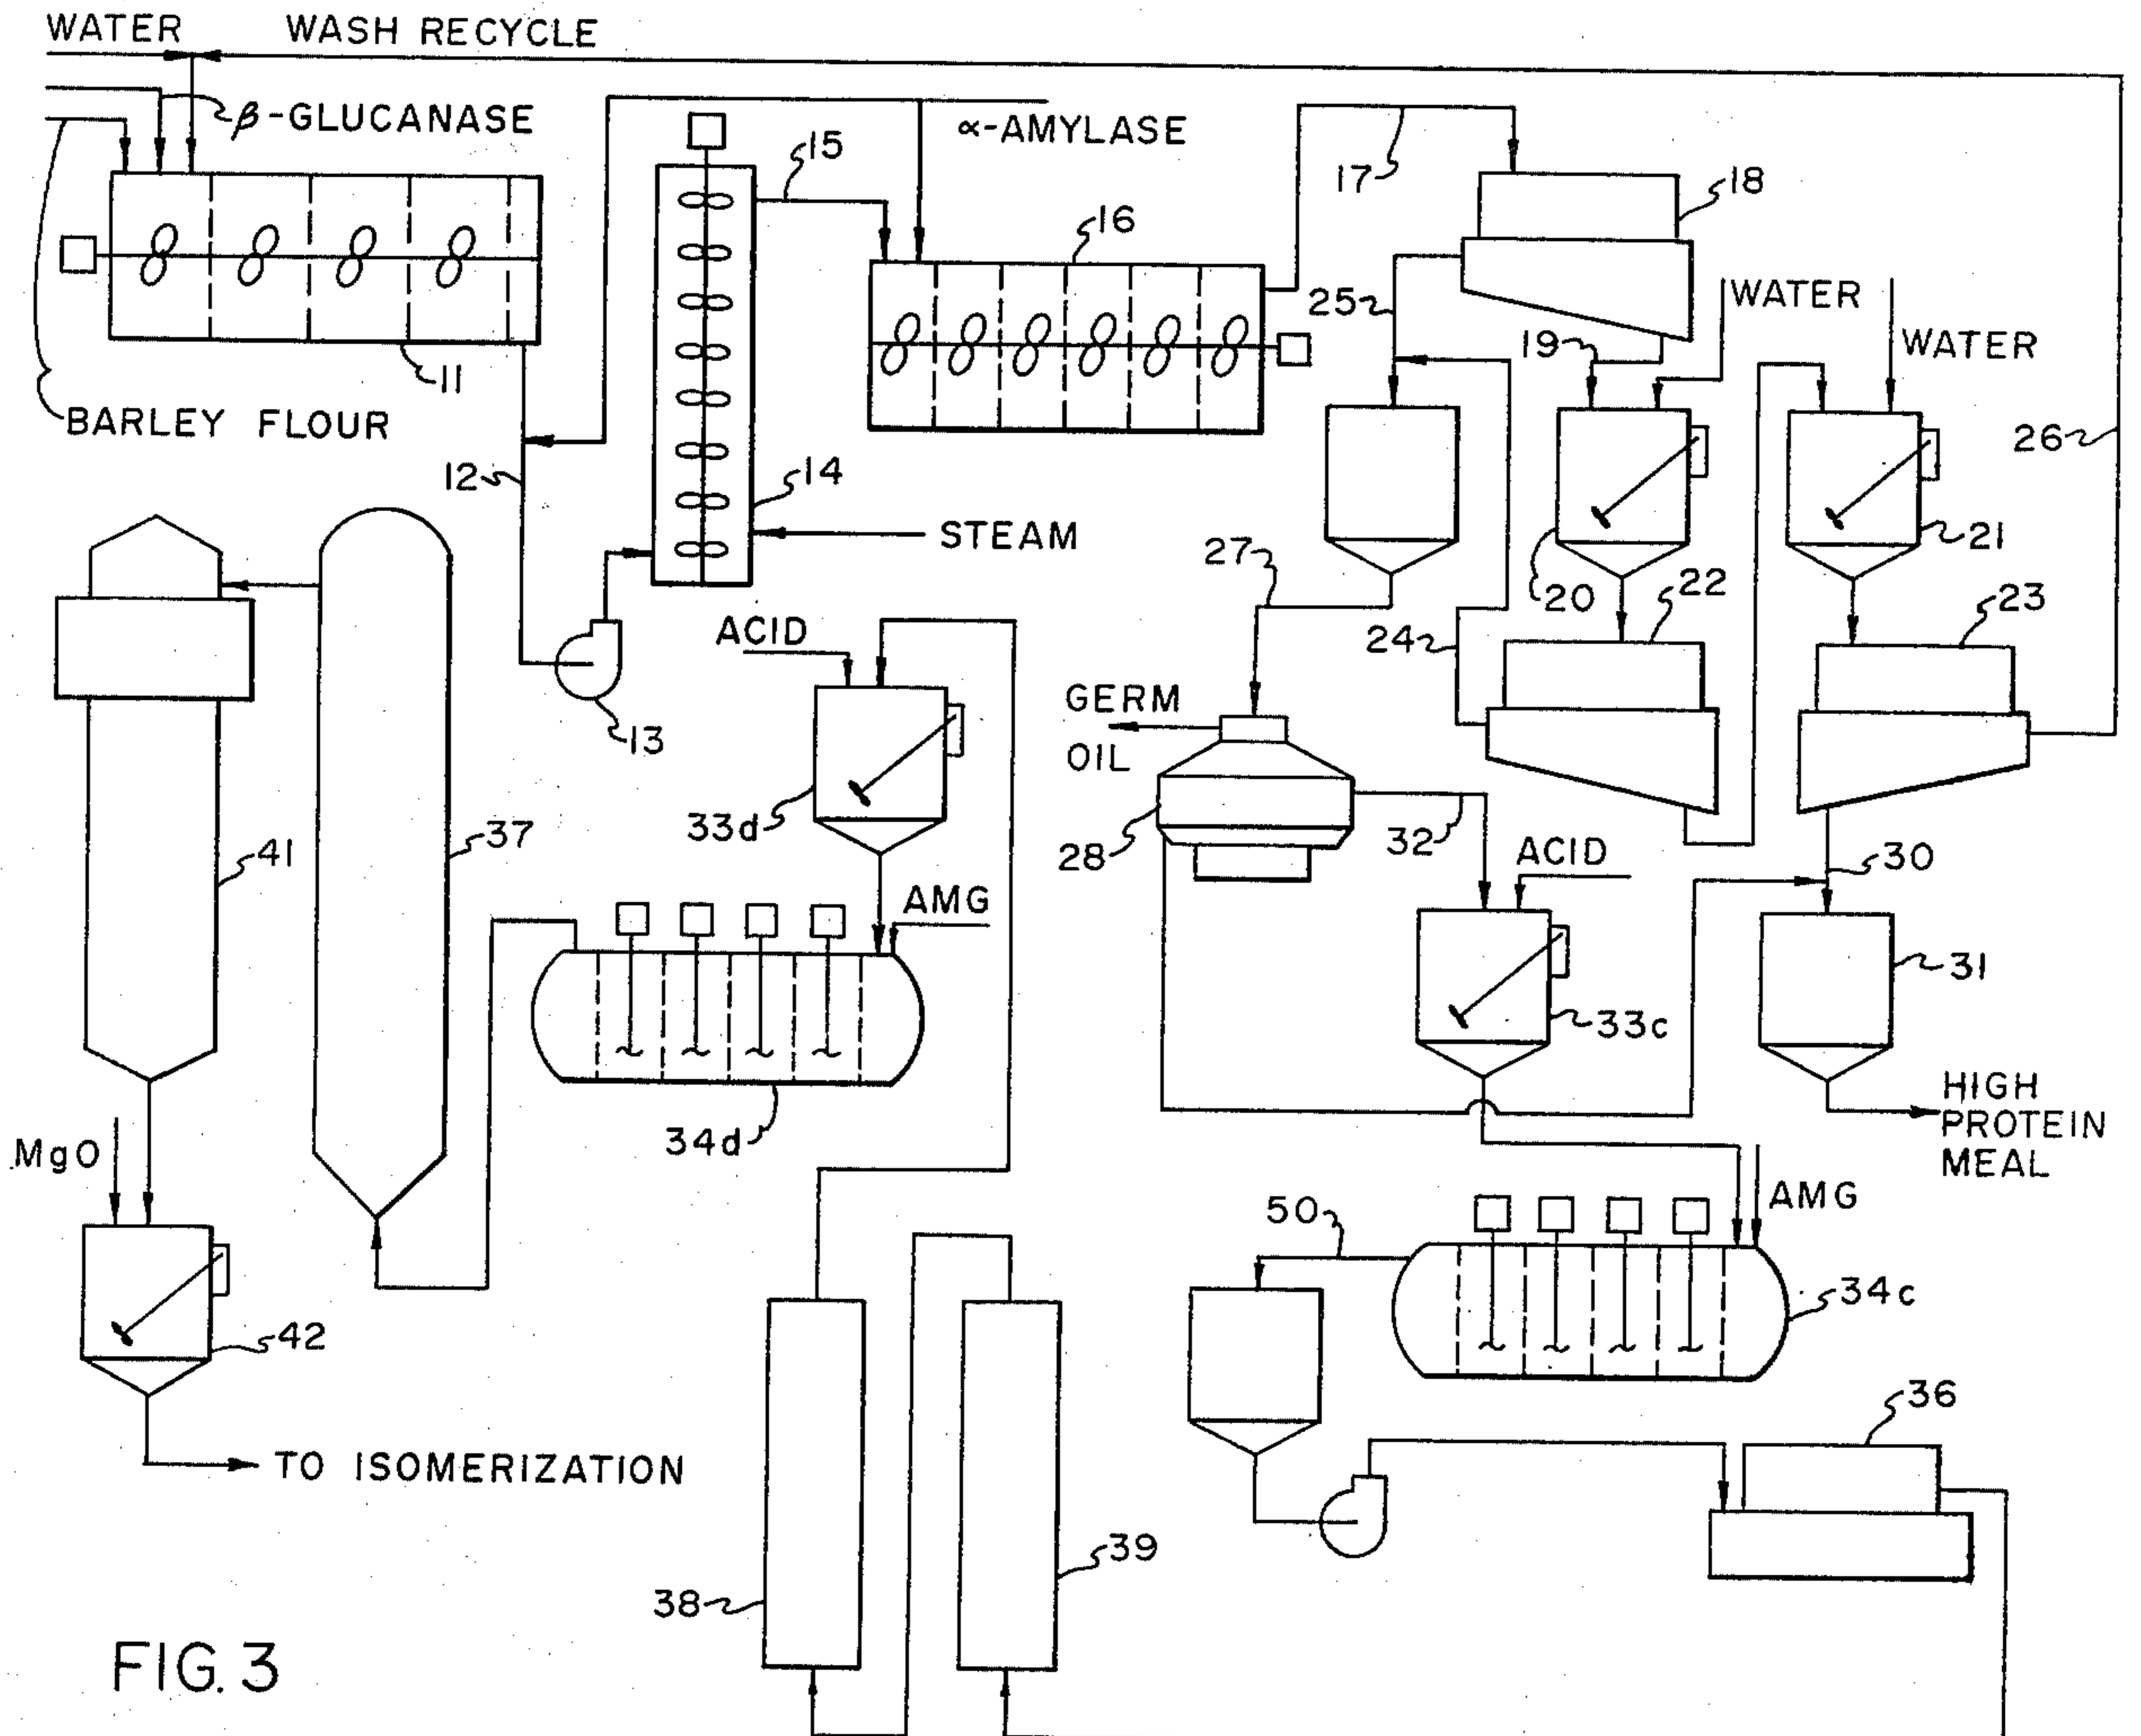 WATER
WASH RECYCLE
β-GLUCANASE
α-AMYLASE
15
17
18
16
25
WATER
19
WATER
11
BARLEY FLOUR
12
14
26
STEAM
27
20
21
22
23
ACID
24
GERM
OIL
13
33d
37
28
32
ACID
41
30
AMG
31
33c
HIGH
PROTEIN
MEAL
34d
MgO
AMG
50
34c
42
36
TO ISOMERIZATION
39
38
FIG. 3